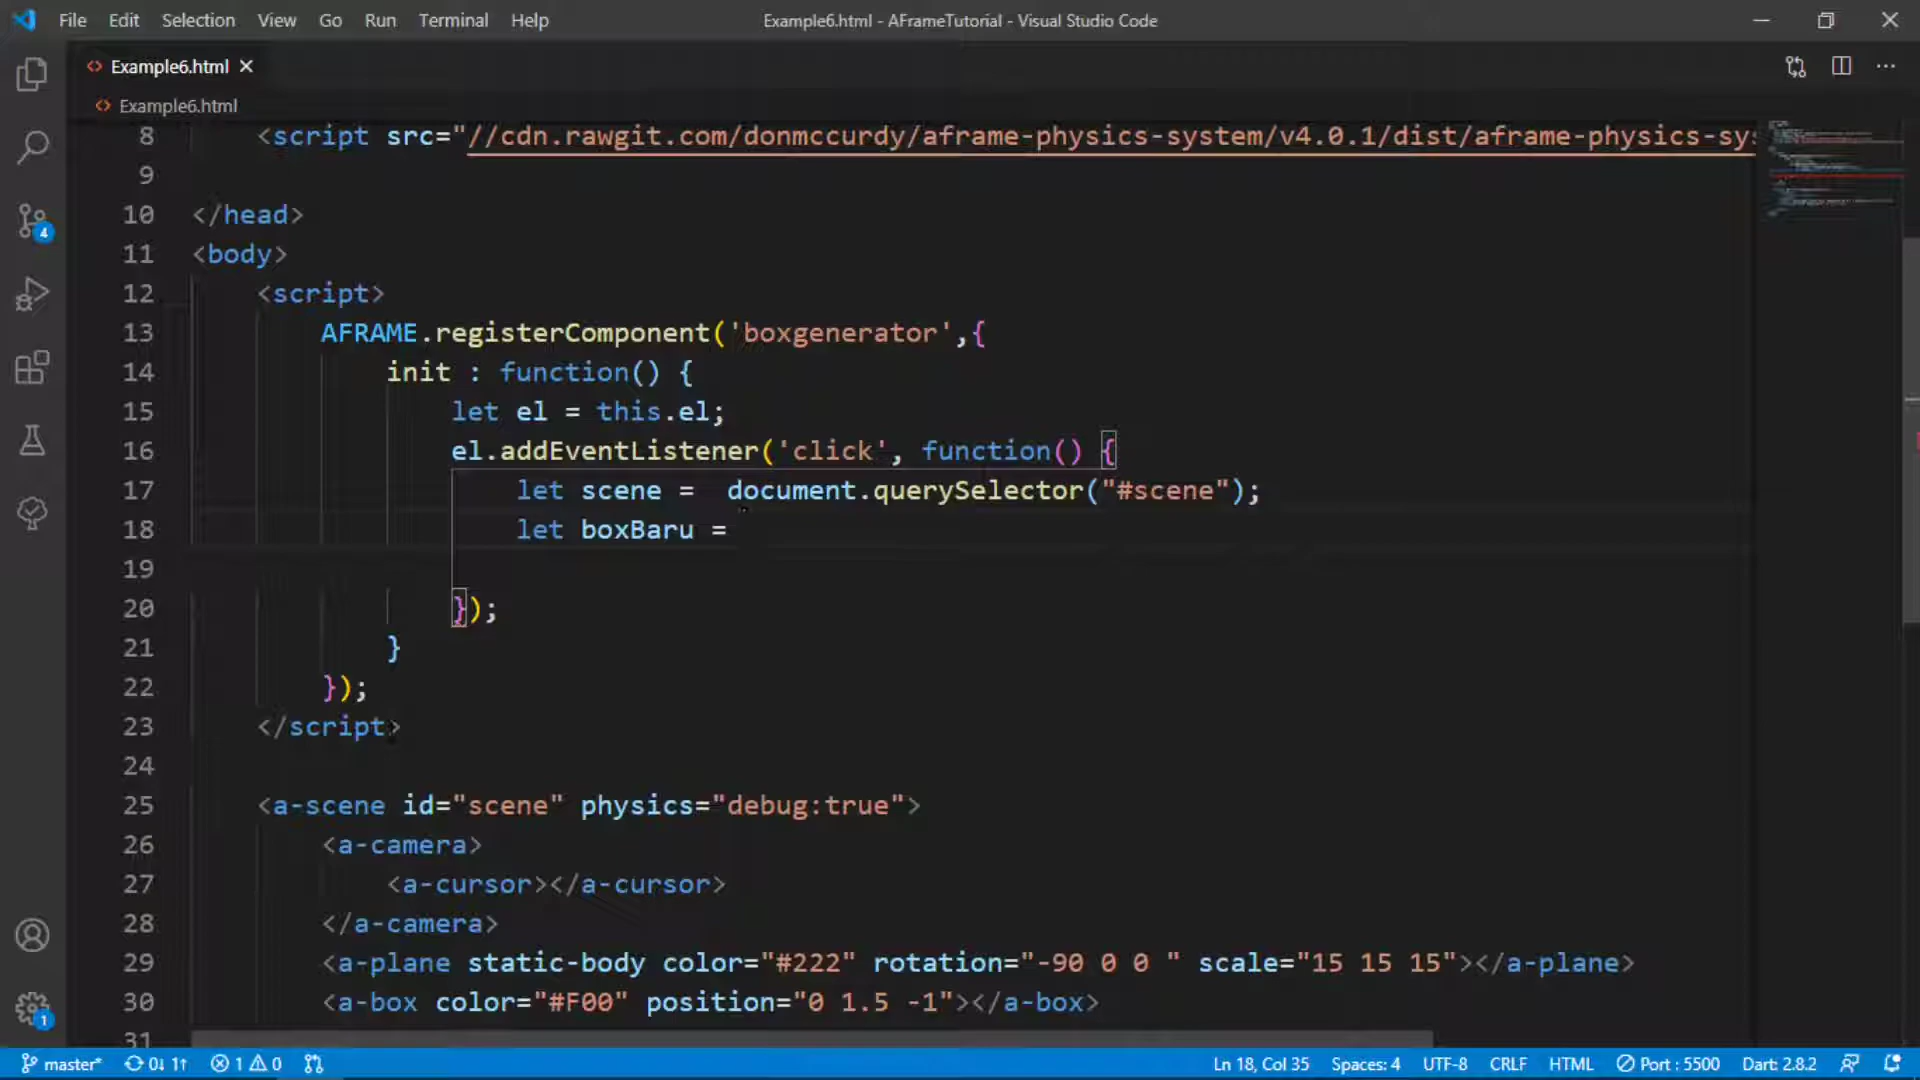 File Edit Selection View Go Run Terminal Help Example6.html - AFrameTutorial - Visual Studio Code
Example6.html
Example6.html
8 <script src="//cdn.rawgit.com/donmccurdy/aframe-physics-system/v4.0.1/dist/aframe-physics-sys
9
10 </head>
11 <body>
12 <script>
13 AFRAME.registerComponent('boxgenerator',{
14 init : function() {
15 let el = this.el;
16 el.addEventListener('click', function() {
17 let scene =  document.querySelector("#scene");
18 let boxBaru =
19
20 });
21 }
22 });
23 </script>
24
25 <a-scene id="scene" physics="debug:true">
26 <a-camera>
27 <a-cursor></a-cursor>
28 </a-camera>
29 <a-plane static-body color="#222" rotation="-90 0 0 " scale="15 15 15"></a-plane>
30 <a-box color="#F00" position="0 1.5 -1"></a-box>
31
4
1
master* 0↓ 1↑ 1 0 Ln 18, Col 35 Spaces: 4 UTF-8 CRLF HTML Port : 5500 Dart: 2.8.2